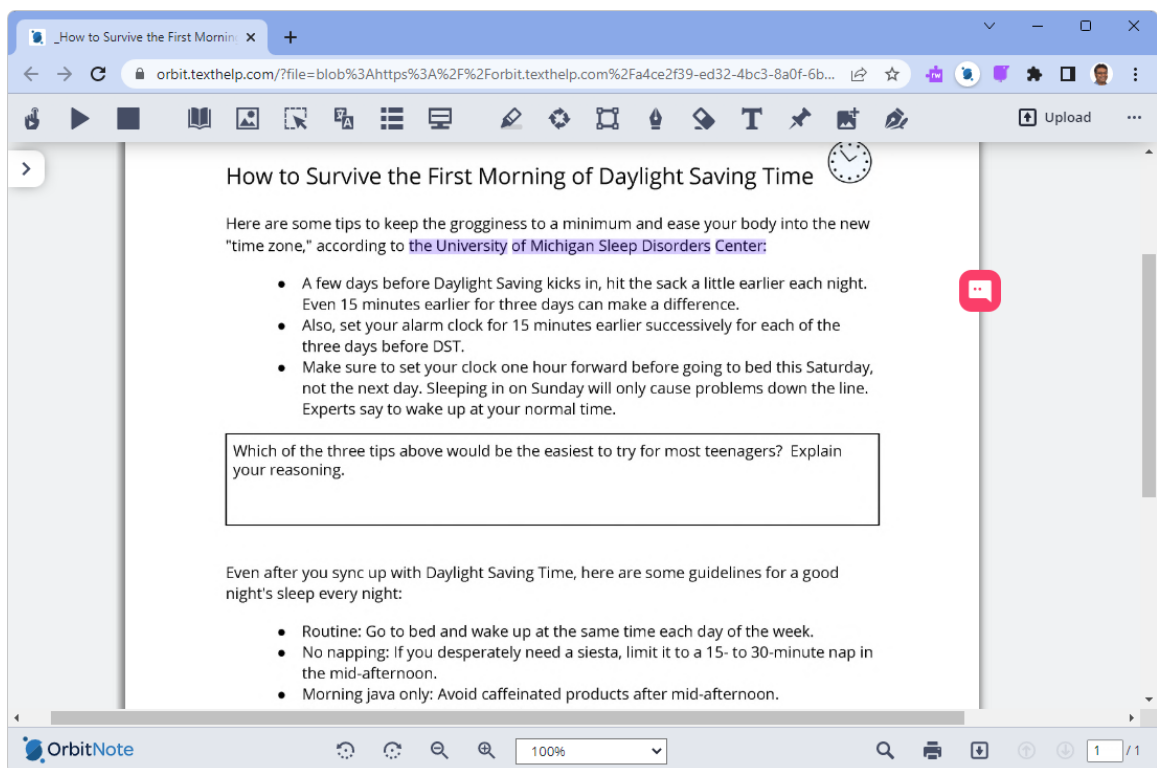 _How to Survive the First Mornin
orbit.texthelp.com/?file=blob%3Ahttps%3A%2F%2Forbit.texthelp.com%2Fa4ce2f39-ed32-4bc3-8a0f-6b...
rw
Upload
How to Survive the First Morning of Daylight Saving Time
Here are some tips to keep the grogginess to a minimum and ease your body into the new
"time zone," according to the University of Michigan Sleep Disorders Center:
● A few days before Daylight Saving kicks in, hit the sack a little earlier each night.
Even 15 minutes earlier for three days can make a difference.
● Also, set your alarm clock for 15 minutes earlier successively for each of the
three days before DST.
● Make sure to set your clock one hour forward before going to bed this Saturday,
not the next day. Sleeping in on Sunday will only cause problems down the line.
Experts say to wake up at your normal time.
Which of the three tips above would be the easiest to try for most teenagers?  Explain
your reasoning.
Even after you sync up with Daylight Saving Time, here are some guidelines for a good
night's sleep every night:
● Routine: Go to bed and wake up at the same time each day of the week.
● No napping: If you desperately need a siesta, limit it to a 15- to 30-minute nap in
the mid-afternoon.
● Morning java only: Avoid caffeinated products after mid-afternoon.
OrbitNote 100% 1 / 1